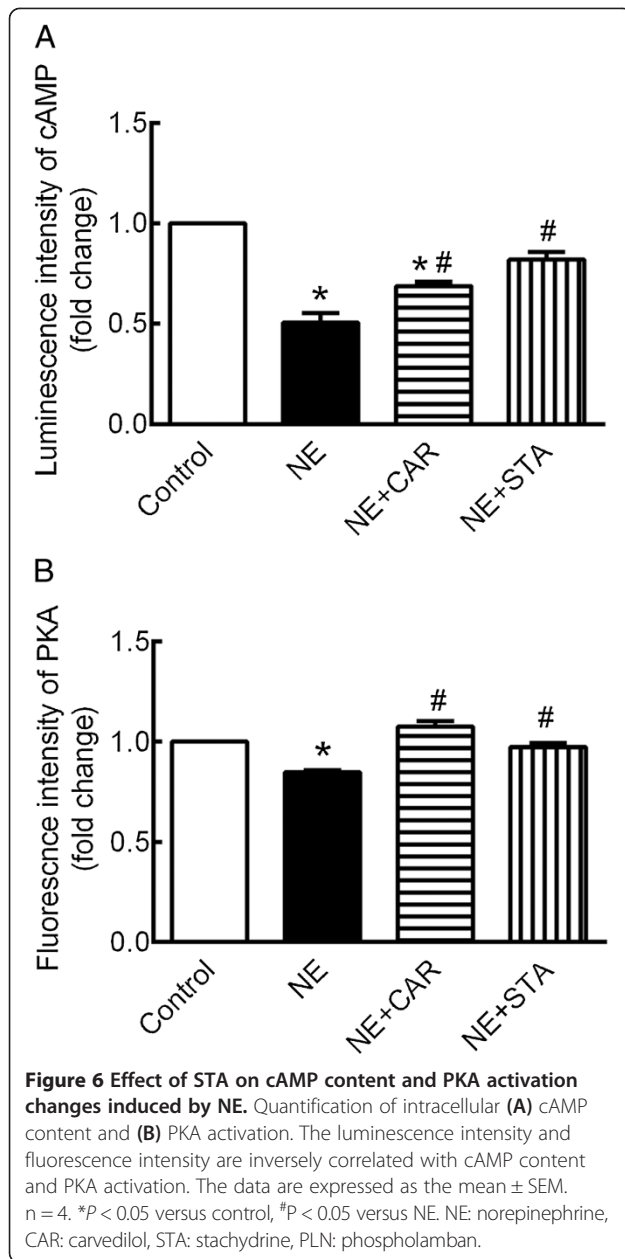 A
Luminescence intensity of cAMP
(fold change)
1.5
1.0
0.5
0.0
*
* #
#
Control
NE
NE+CAR
NE+STA
B
Fluorescnce intensity of PKA
(fold change)
1.5
1.0
0.5
0.0
*
#
#
Control
NE
NE+CAR
NE+STA
Figure 6 Effect of STA on cAMP content and PKA activation
changes induced by NE. Quantification of intracellular (A) cAMP
content and (B) PKA activation. The luminescence intensity and
fluorescence intensity are inversely correlated with cAMP content
and PKA activation. The data are expressed as the mean ± SEM.
n = 4. *P < 0.05 versus control, #P < 0.05 versus NE. NE: norepinephrine,
CAR: carvedilol, STA: stachydrine, PLN: phospholamban.